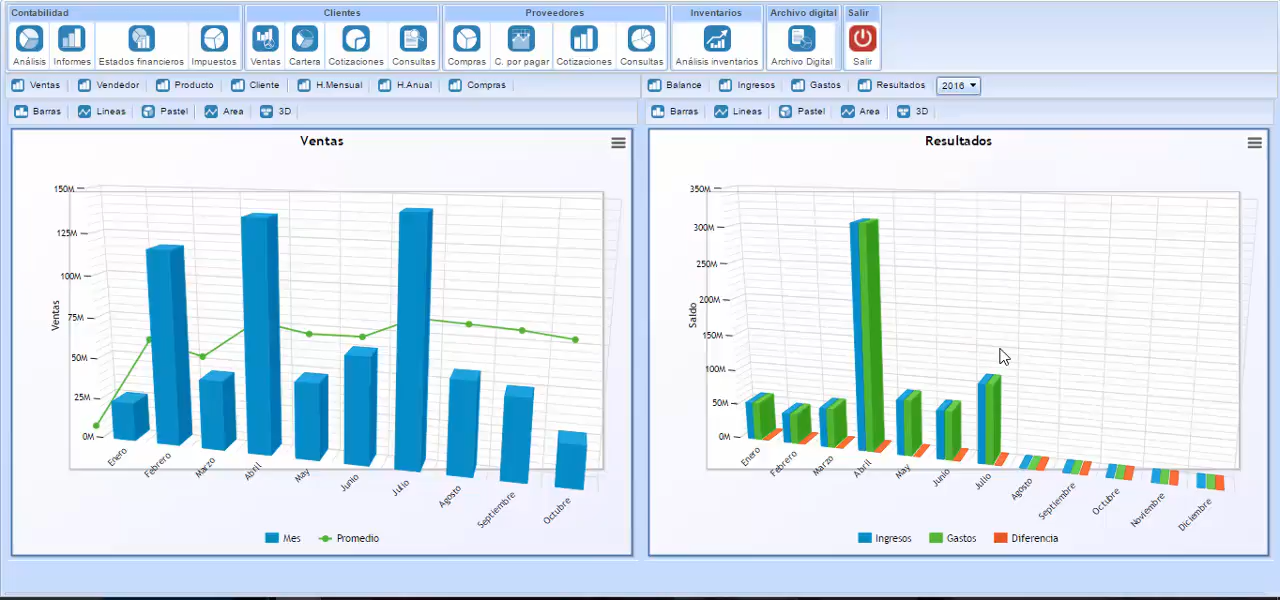 Contabilidad
Clientes
Proveedores
Inventarios
Archivo digital
Salir
Análisis
Informes
Estados financieros
Impuestos
Ventas
Cartera
Cotizaciones
Consultas
Compras
C. por pagar
Cotizaciones
Consultas
Análisis inventarios
Archivo Digital
Salir
Ventas
Vendedor
Producto
Cliente
H.Mensual
H.Anual
Compras
Balance
Ingresos
Gastos
Resultados
2016
Barras
Lineas
Pastel
Area
3D
Barras
Lineas
Pastel
Area
3D
Ventas
150M
125M
100M
75M
50M
25M
0M
Ventas
Enero
Febrero
Marzo
Abril
May
Junio
Julio
Agosto
Septiembre
Octubre
Mes
Promedio
Resultados
350M
300M
250M
200M
150M
100M
50M
0M
Saldo
Enero
Febrero
Marzo
Abril
May
Junio
Julio
Agosto
Septiembre
Octubre
Noviembre
Diciembre
Ingresos
Gastos
Diferencia